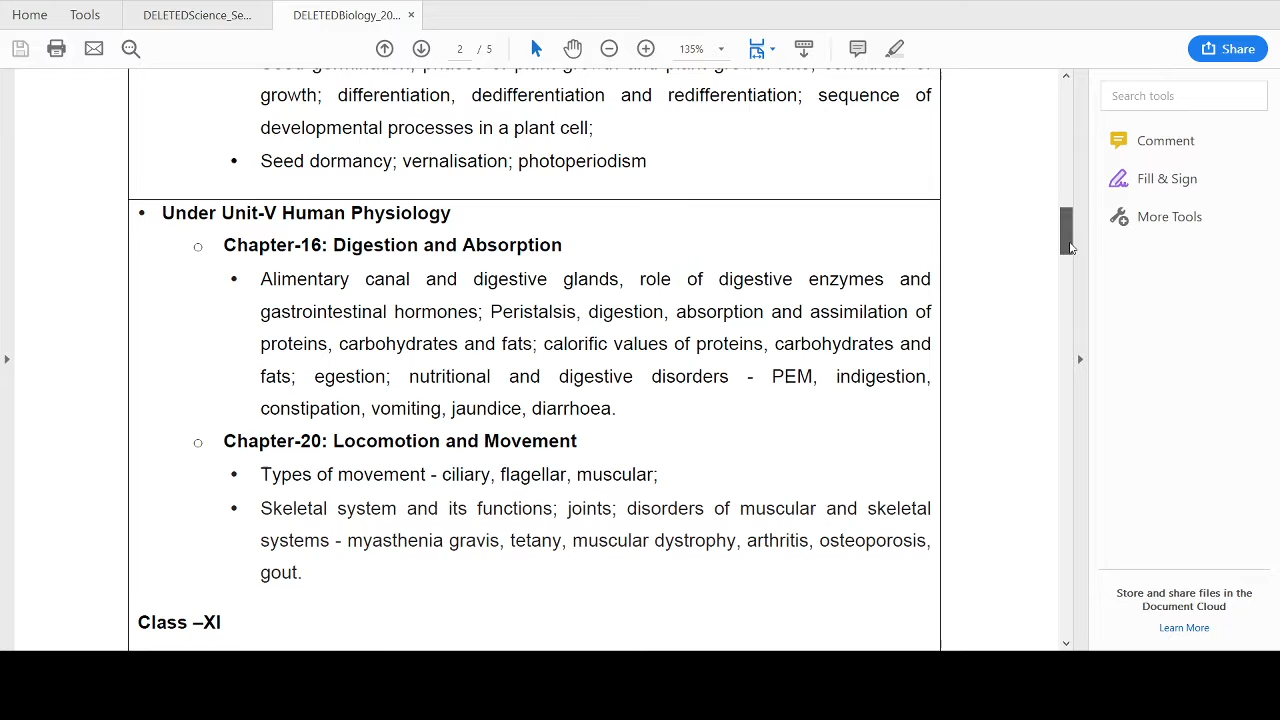 Home Tools DELETEDScience_Se... DELETEDBiology_20... ×
2 / 5 135% Share
Seed germination; phases of plant growth and plant growth rate; conditions of
growth; differentiation, dedifferentiation and redifferentiation; sequence of
developmental processes in a plant cell;
• Seed dormancy; vernalisation; photoperiodism
• Under Unit-V Human Physiology
○ Chapter-16: Digestion and Absorption
• Alimentary canal and digestive glands, role of digestive enzymes and
gastrointestinal hormones; Peristalsis, digestion, absorption and assimilation of
proteins, carbohydrates and fats; calorific values of proteins, carbohydrates and
fats; egestion; nutritional and digestive disorders - PEM, indigestion,
constipation, vomiting, jaundice, diarrhoea.
○ Chapter-20: Locomotion and Movement
• Types of movement - ciliary, flagellar, muscular;
• Skeletal system and its functions; joints; disorders of muscular and skeletal
systems - myasthenia gravis, tetany, muscular dystrophy, arthritis, osteoporosis,
gout.
Class –XI
Search tools
Comment
Fill & Sign
More Tools
Store and share files in the
Document Cloud
Learn More